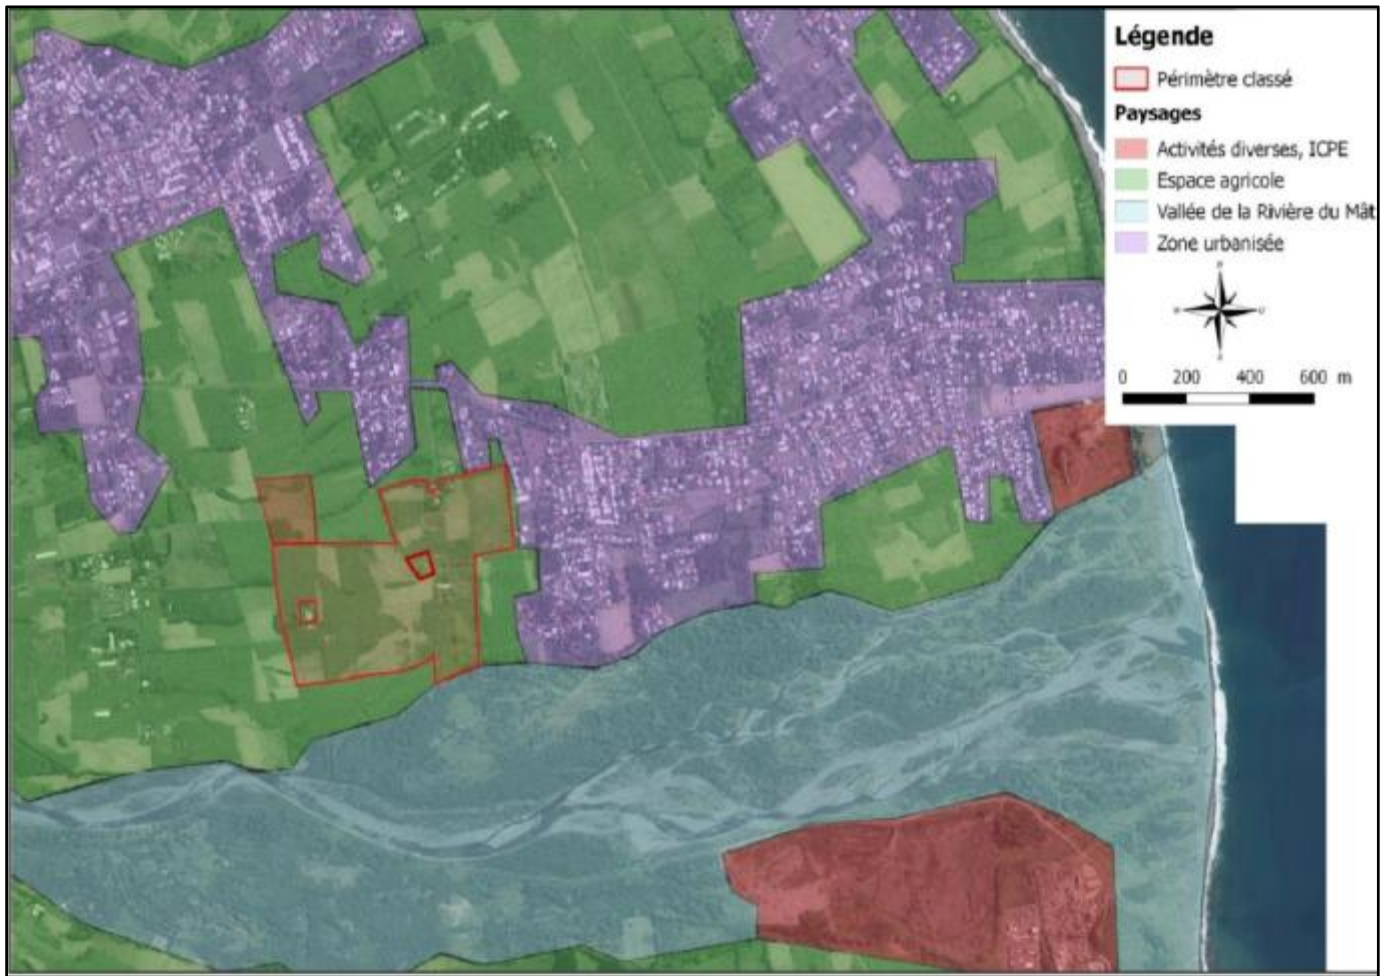 Légende
Périmètre classé
Paysages
Activités diverses, ICPE
Espace agricole
Vallée de la Rivière du Mât
Zone urbanisée
0 200 400 600 m